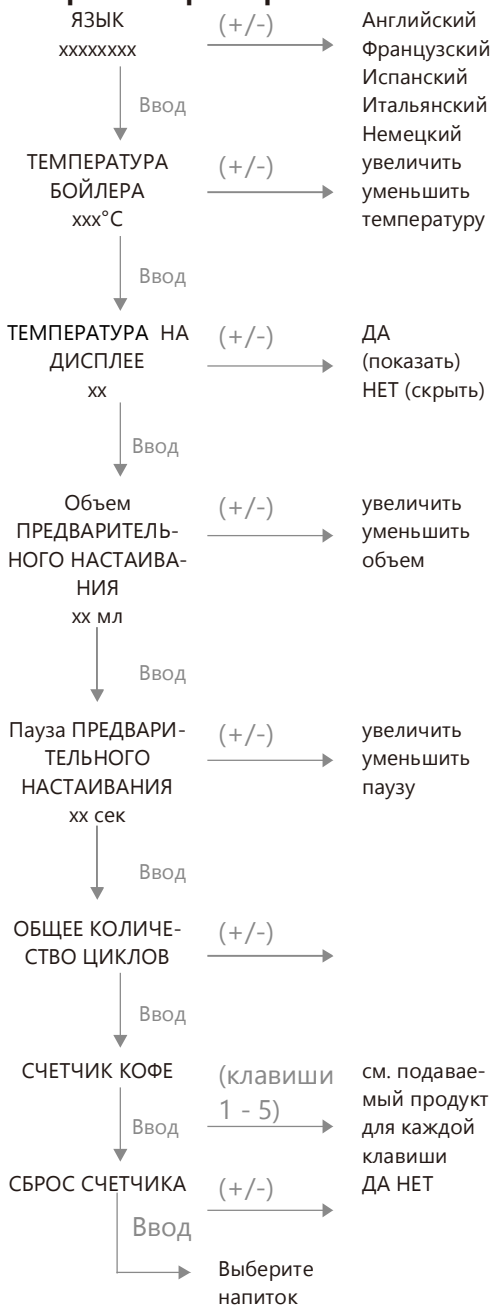 ЯЗЫК
xxxxxxxx
(+/-)
Английский
Французский
Испанский
Итальянский
Немецкий
Ввод
ТЕМПЕРАТУРА
БОЙЛЕРА
xxx°C
(+/-)
увеличить
уменьшить
температуру
Ввод
ТЕМПЕРАТУРА НА
ДИСПЛЕЕ
xx
(+/-)
ДА
(показать)
НЕТ (скрыть)
Ввод
Объем
ПРЕДВАРИТЕЛЬ-
НОГО НАСТАИВА-
НИЯ
xx мл
(+/-)
увеличить
уменьшить
объем
Ввод
Пауза ПРЕДВАРИ-
ТЕЛЬНОГО
НАСТАИВАНИЯ
xx сек
(+/-)
увеличить
уменьшить
паузу
Ввод
ОБЩЕЕ КОЛИЧЕ-
СТВО ЦИКЛОВ
(+/-)
Ввод
СЧЕТЧИК КОФЕ
(клавиши
1 - 5)
см. подавае-
мый продукт
для каждой
клавиши
Ввод
СБРОС СЧЕТЧИКА
(+/-)
ДА НЕТ
Ввод
Выберите
напиток